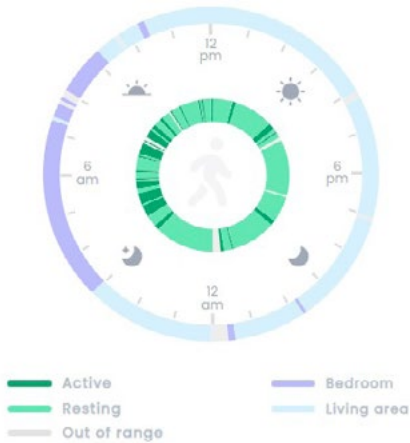 12
pm
6
am
6
pm
12
am
Active
Bedroom
Resting
Living area
Out of range